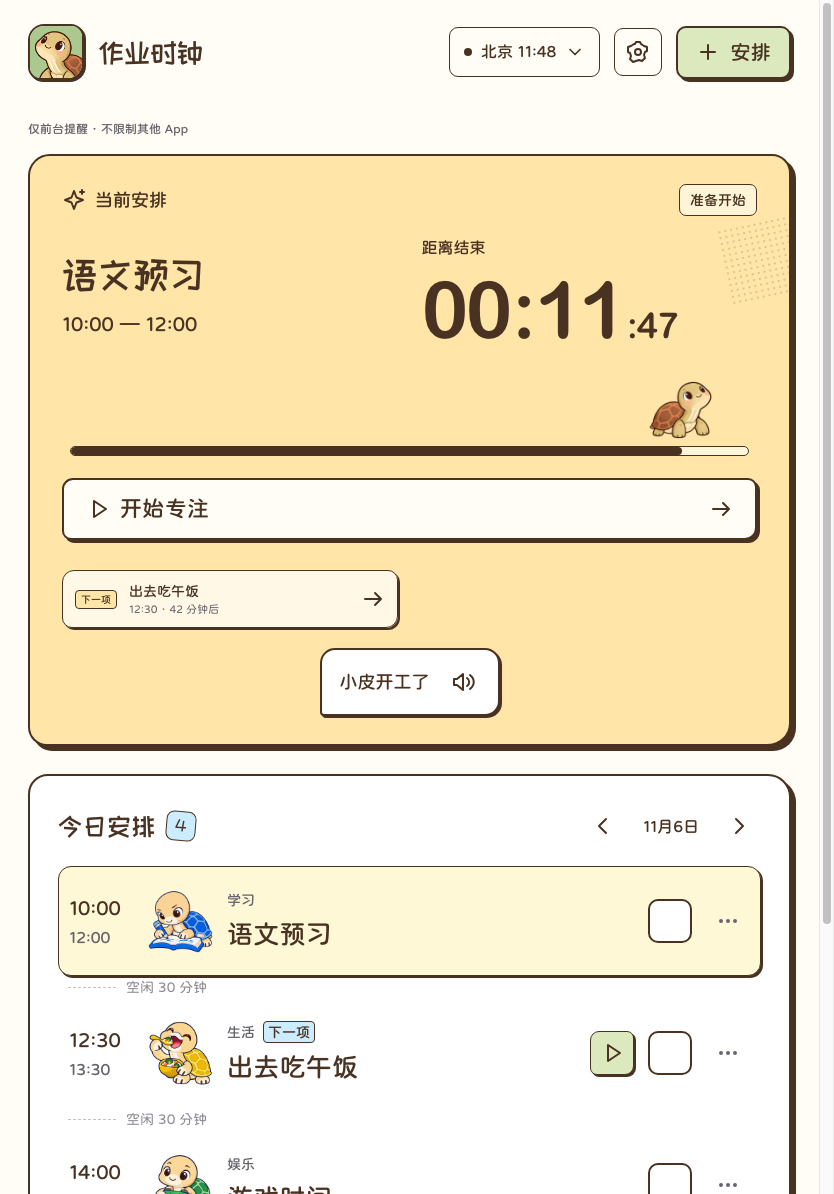 作业时钟
北京 11:48
安排
仅前台提醒 · 不限制其他 App
当前安排
准备开始
语文预习
10:00 — 12:00
距离结束
00:11:47
开始专注
下一项
出去吃午饭
12:30 · 42 分钟后
小皮开工了
今日安排 4
11月6日
10:00
12:00
学习
语文预习
空闲 30 分钟
12:30
13:30
生活 下一项
出去吃午饭
空闲 30 分钟
14:00
娱乐
游戏时间